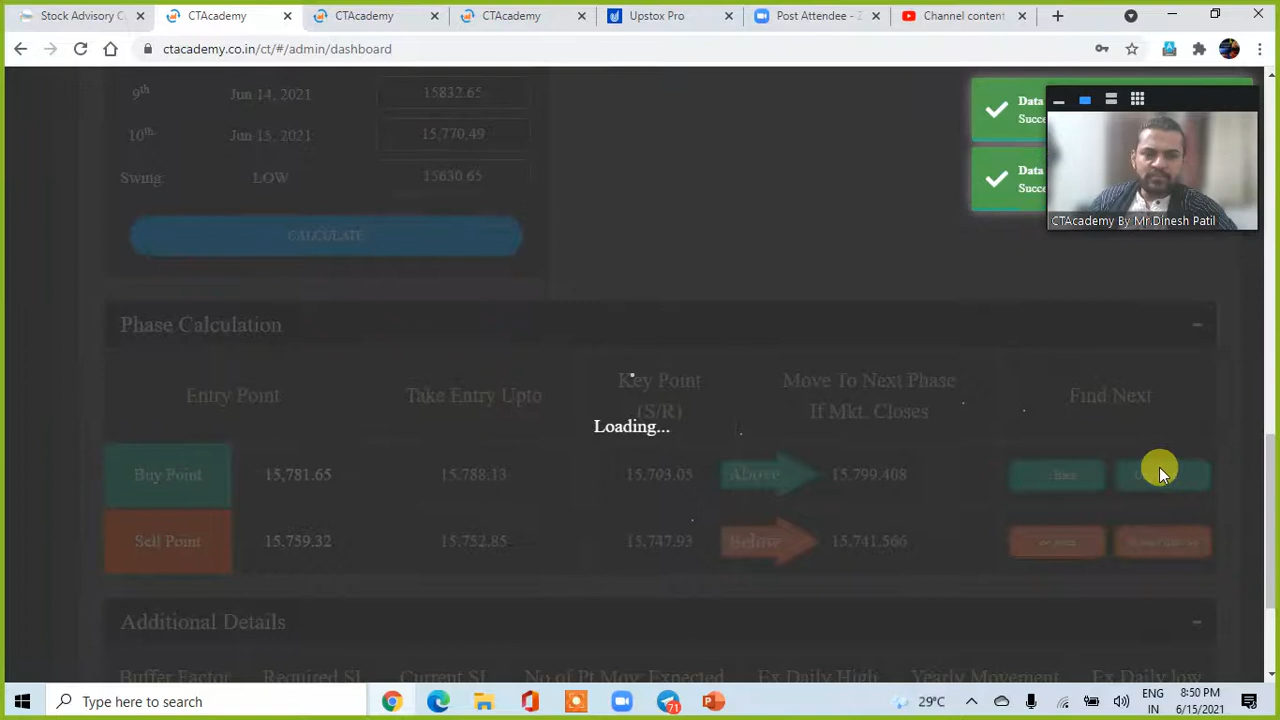 Stock Advisory C
CTAcademy
CTAcademy
CTAcademy
Upstox Pro
Post Attendee - Z
Channel content
ctacademy.co.in/ct/#/admin/dashboard
9th Jun 14, 2021 15832.65
10th Jun 15, 2021 15,770.49
Swing: LOW 15630.65
CALCULATE
Data
Succe
Data
Succe
CTAcademy By Mr.Dinesh Patil
Phase Calculation
Entry Point Take Entry Upto Key Point (S/R) Move To Next Phase If Mkt. Closes Find Next
Loading...
Buy Point 15,781.65 15,788.13 15,703.05 Above 15,799.408
Sell Point 15,759.32 15,752.85 15,747.93 Below 15,741.566
Additional Details
Buffer Factor Required SL Current SL No of Pt Mov. Expected Ex Daily High Yearly Movement Ex Daily low
Type here to search
71
29°C
ENG
IN
8:50 PM
6/15/2021